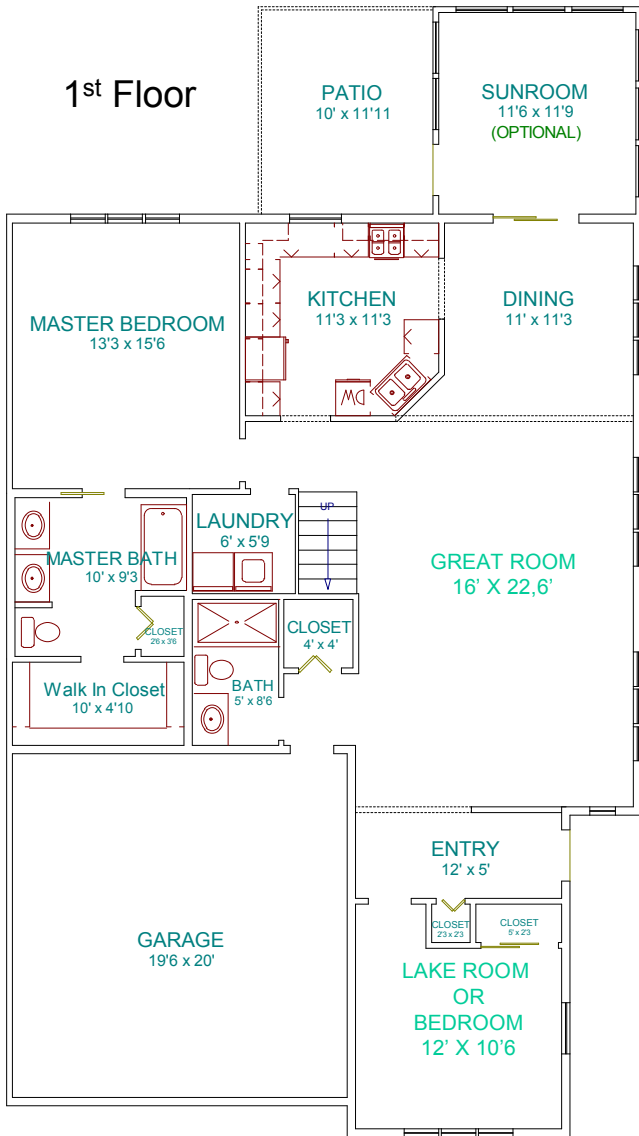 1st Floor
PATIO
10' x 11'11
SUNROOM
11'6 x 11'9
(OPTIONAL)
MASTER BEDROOM
13'3 x 15'6
KITCHEN
11'3 x 11'3
DINING
11' x 11'3
DW
UP
LAUNDRY
6' x 5'9
MASTER BATH
10' x 9'3
GREAT ROOM
16’ X 22,6’
CLOSET
2'6 x 3'6
CLOSET
4' x 4'
Walk In Closet
10' x 4'10
BATH
5' x 8'6
ENTRY
12' x 5'
CLOSET
2'3 x 2'3
CLOSET
5' x 2'3
GARAGE
19'6 x 20'
LAKE ROOM
OR
BEDROOM
12’ X 10’6